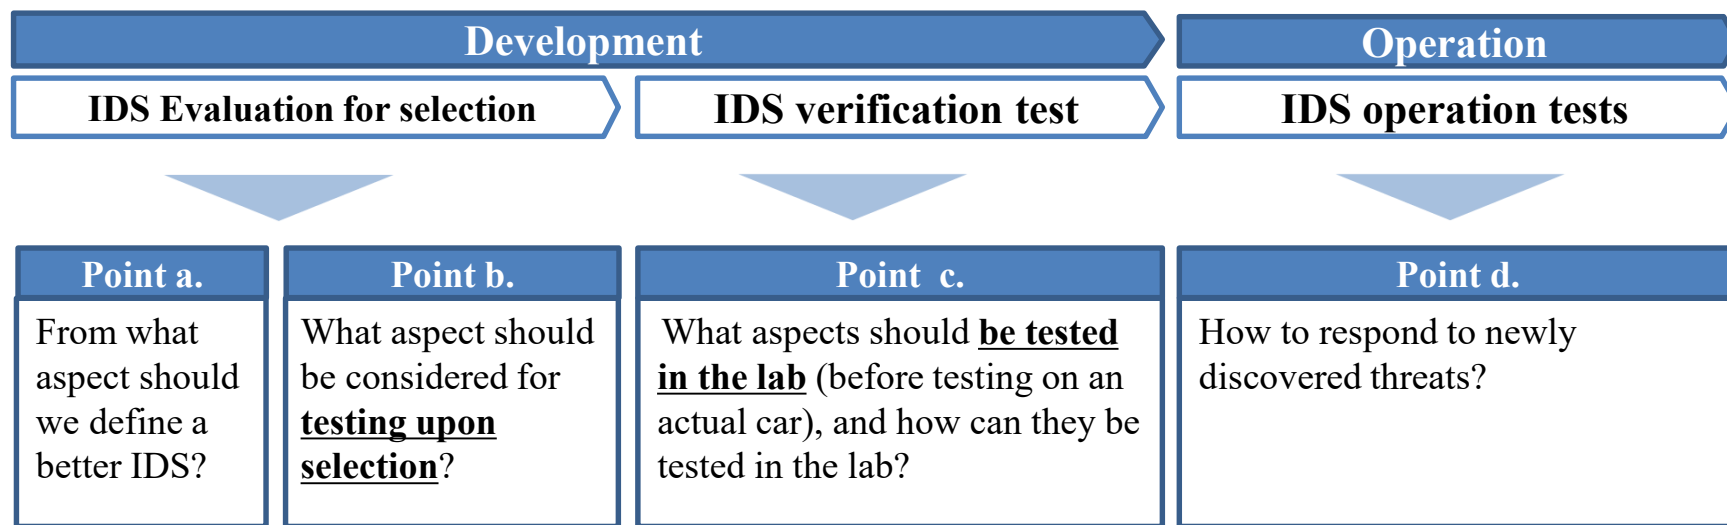 Development
Operation
IDS Evaluation for selection
IDS verification test
IDS operation tests
Point a.
From what
aspect should
we define a
better IDS?
Point b.
What aspect should
be considered for
testing upon
selection?
Point c.
What aspects should be tested
in the lab (before testing on an
actual car), and how can they be
tested in the lab?
Point d.
How to respond to newly
discovered threats?